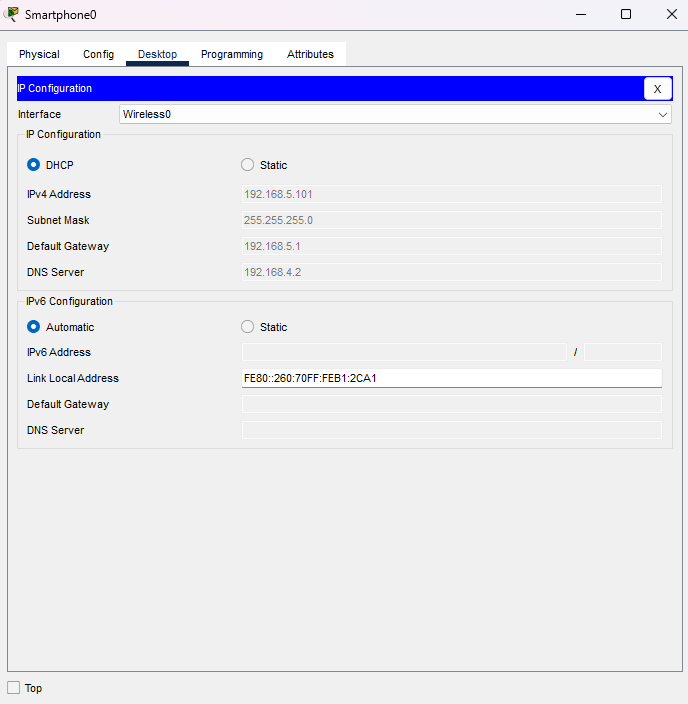 Smartphone0
Physical Config Desktop Programming Attributes
IP Configuration X
Interface Wireless0
IP Configuration
DHCP Static
IPv4 Address 192.168.5.101
Subnet Mask 255.255.255.0
Default Gateway 192.168.5.1
DNS Server 192.168.4.2
IPv6 Configuration
Automatic Static
IPv6 Address /
Link Local Address FE80::260:70FF:FEB1:2CA1
Default Gateway
DNS Server
Top